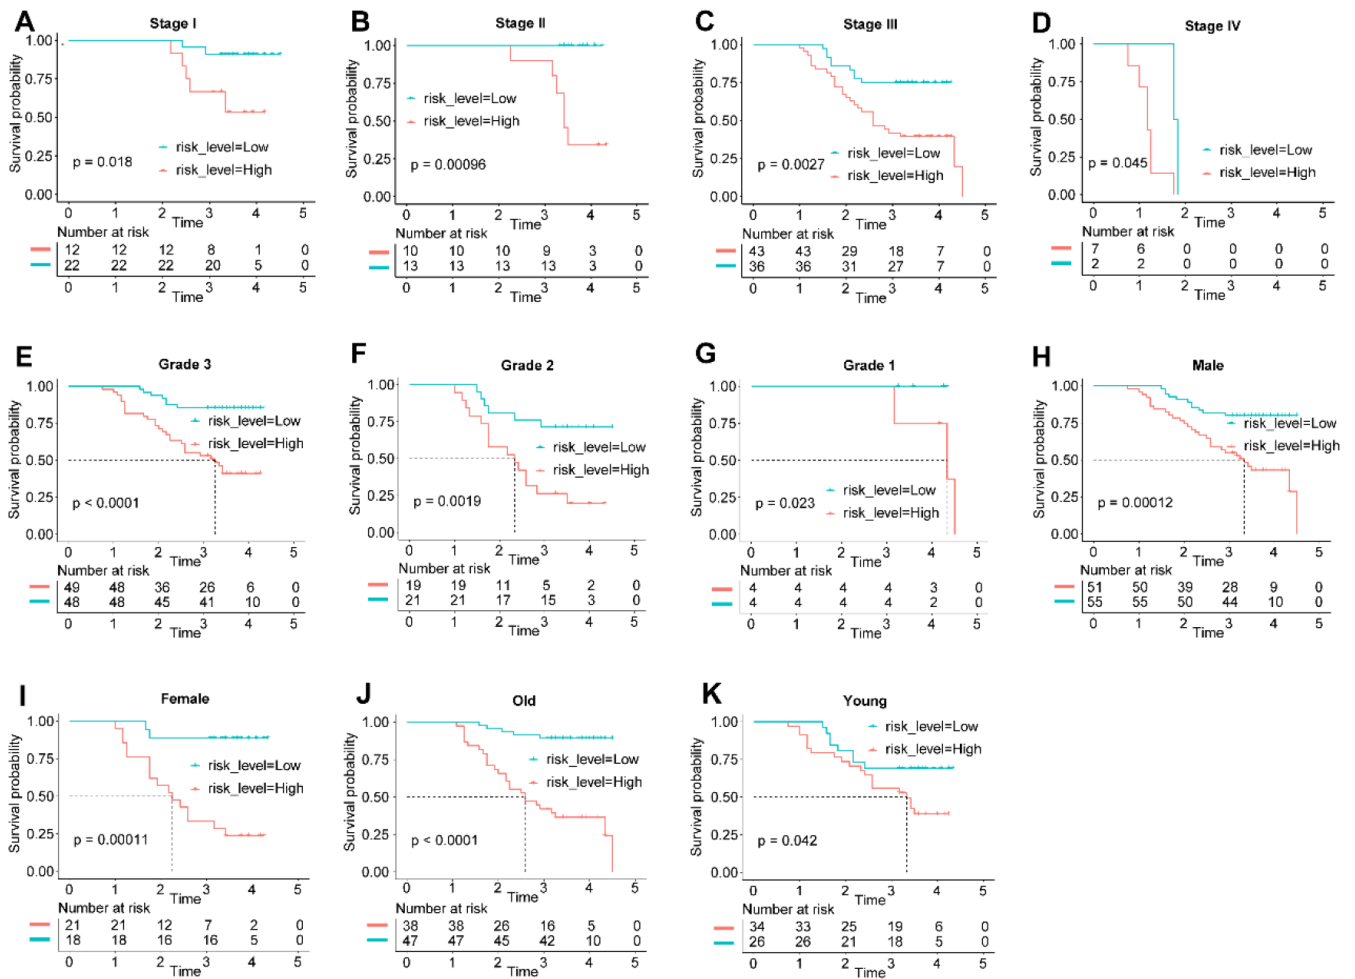 A
Stage I
Survival probability
1.00
0.75
0.50
0.25
0.00
p = 0.018
risk_level=Low
risk_level=High
0 1 2 3 4 5
Time
Number at risk
12 12 12 8 1 0
22 22 22 20 5 0
0 1 2 3 4 5
Time
B
Stage II
Survival probability
1.00
0.75
0.50
0.25
0.00
risk_level=Low
risk_level=High
p = 0.00096
0 1 2 3 4 5
Time
Number at risk
10 10 10 9 3 0
13 13 13 13 3 0
0 1 2 3 4 5
Time
C
Stage III
Survival probability
1.00
0.75
0.50
0.25
0.00
p = 0.0027
risk_level=Low
risk_level=High
0 1 2 3 4 5
Time
Number at risk
43 43 29 18 7 0
36 36 31 27 7 0
0 1 2 3 4 5
Time
D
Stage IV
Survival probability
1.00
0.75
0.50
0.25
0.00
p = 0.045
risk_level=Low
risk_level=High
0 1 2 3 4 5
Time
Number at risk
7 6 0 0 0 0
2 2 0 0 0 0
0 1 2 3 4 5
Time
E
Grade 3
Survival probability
1.00
0.75
0.50
0.25
0.00
risk_level=Low
risk_level=High
p < 0.0001
0 1 2 3 4 5
Time
Number at risk
49 48 36 26 6 0
48 48 45 41 10 0
0 1 2 3 4 5
Time
F
Grade 2
Survival probability
1.00
0.75
0.50
0.25
0.00
risk_level=Low
risk_level=High
p = 0.0019
0 1 2 3 4 5
Time
Number at risk
19 19 11 5 2 0
21 21 17 15 3 0
0 1 2 3 4 5
Time
G
Grade 1
Survival probability
1.00
0.75
0.50
0.25
0.00
p = 0.023
risk_level=Low
risk_level=High
0 1 2 3 4 5
Time
Number at risk
4 4 4 4 3 0
4 4 4 4 2 0
0 1 2 3 4 5
Time
H
Male
Survival probability
1.00
0.75
0.50
0.25
0.00
risk_level=Low
risk_level=High
p = 0.00012
0 1 2 3 4 5
Time
Number at risk
51 50 39 28 9 0
55 55 50 44 10 0
0 1 2 3 4 5
Time
I
Female
Survival probability
1.00
0.75
0.50
0.25
0.00
risk_level=Low
risk_level=High
p = 0.00011
0 1 2 3 4 5
Time
Number at risk
21 21 12 7 2 0
18 18 16 16 5 0
0 1 2 3 4 5
Time
J
Old
Survival probability
1.00
0.75
0.50
0.25
0.00
risk_level=Low
risk_level=High
p < 0.0001
0 1 2 3 4 5
Time
Number at risk
38 38 26 16 5 0
47 47 45 42 10 0
0 1 2 3 4 5
Time
K
Young
Survival probability
1.00
0.75
0.50
0.25
0.00
risk_level=Low
risk_level=High
p = 0.042
0 1 2 3 4 5
Time
Number at risk
34 33 25 19 6 0
26 26 21 18 5 0
0 1 2 3 4 5
Time